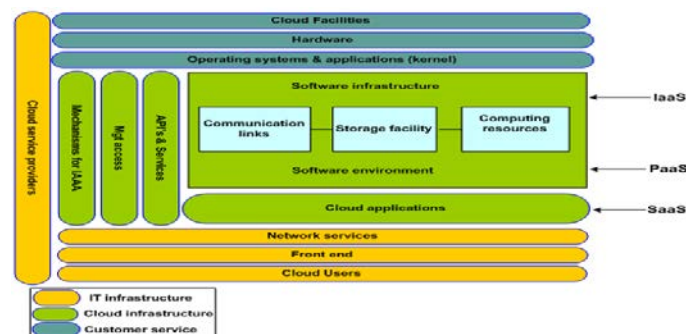 Cloud Facilities
Hardware
Operating systems & applications (kernel)
Cloud service providers
Mechanisms for IAAA
Mgt access
API's & Services
Software infrastructure
Communication
links
Storage facility
Computing
resources
Software environment
Cloud applications
IaaS
PaaS
SaaS
Network services
Front end
Cloud Users
IT infrastructure
Cloud infrastructure
Customer service